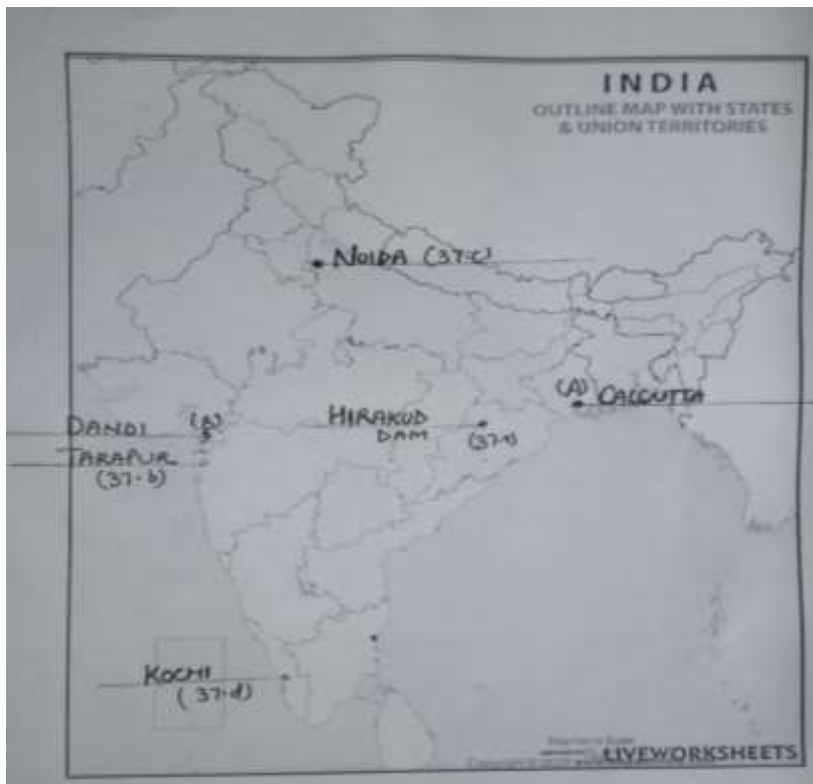 INDIA
OUTLINE MAP WITH STATES
& UNION TERRITORIES
NOIDA (37.c)
(A) CALCUTTA
DANDI (B)
HIRAKUD
DAM (37.a)
TARAPUR
(37.b)
KOCHI
(37.d)
LIVEWORKSHEETS